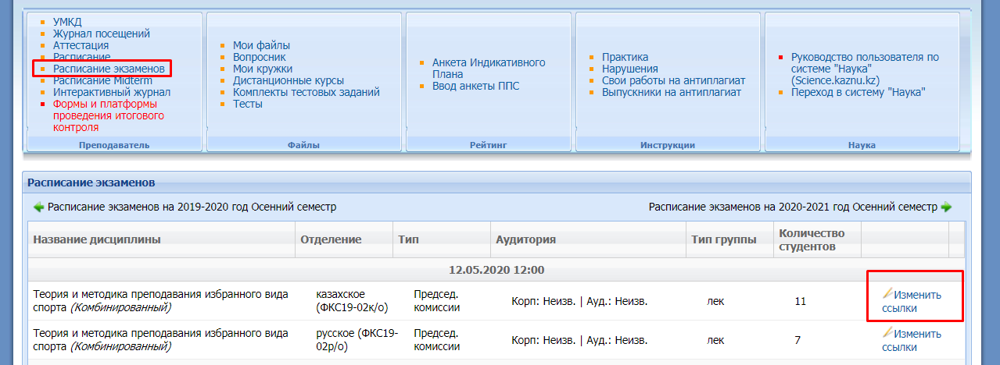 УМКД
Журнал посещений
Аттестация
Расписание
Расписание экзаменов
Расписание Midterm
Интерактивный журнал
Формы и платформы
проведения итогового
контроля
Преподаватель
Мои файлы
Вопросник
Мои кружки
Дистанционные курсы
Комплекты тестовых заданий
Тесты
Файлы
Анкета Индикативного
Плана
Ввод анкеты ППС
Рейтинг
Практика
Нарушения
Свои работы на антиплагиат
Выпускники на антиплагиат
Инструкции
Руководство пользователя по
системе "Наука"
(Science.kaznu.kz)
Переход в систему "Наука"
Наука
Расписание экзаменов
Расписание экзаменов на 2019-2020 год Осенний семестр
Расписание экзаменов на 2020-2021 год Осенний семестр
Название дисциплины
Отделение
Тип
Аудитория
Тип группы
Количество
студентов
12.05.2020 12:00
Теория и методика преподавания избранного вида
спорта (Комбинированный)
казахское
(ФКС19-02к/о)
Председ.
комиссии
Корп: Неизв. | Ауд.: Неизв.
лек
11
Изменить
ссылки
Теория и методика преподавания избранного вида
спорта (Комбинированный)
русское (ФКС19-
02р/о)
Председ.
комиссии
Корп: Неизв. | Ауд.: Неизв.
лек
7
Изменить
ссылки